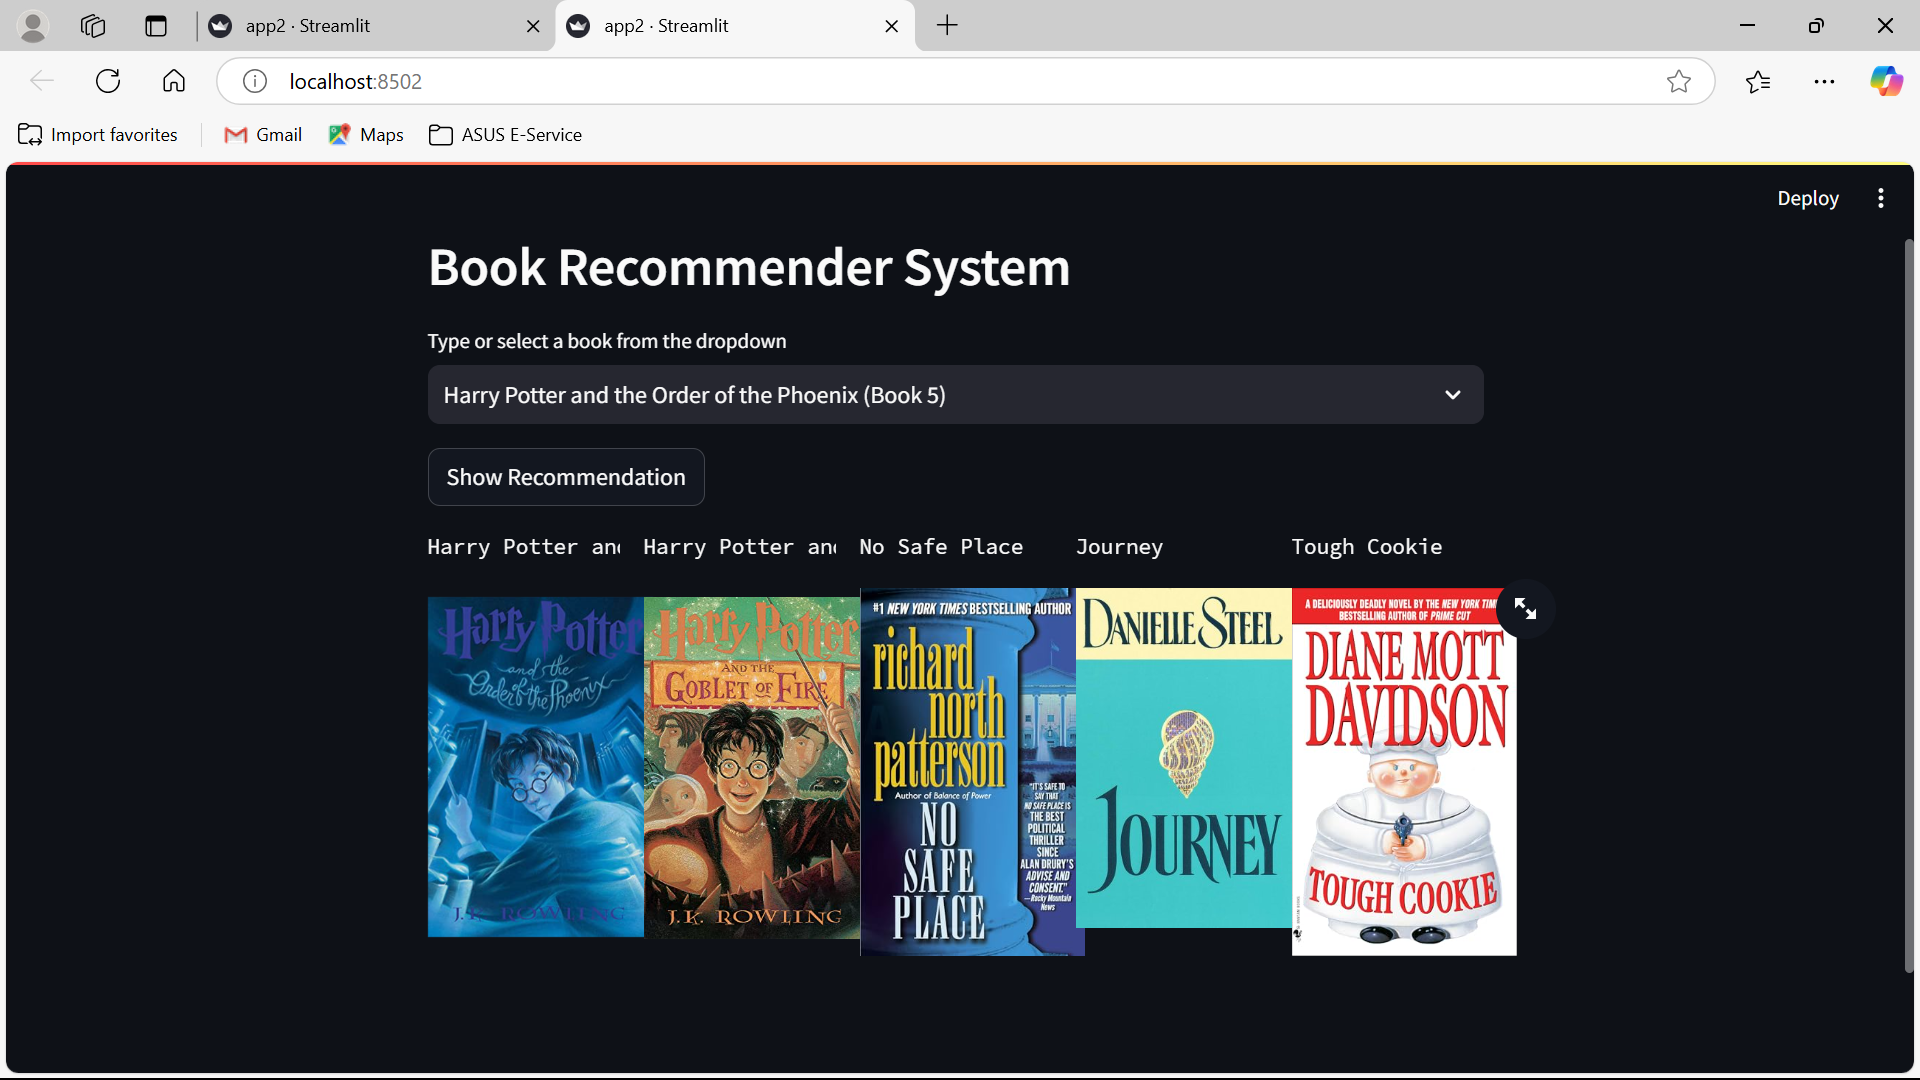 app2 · Streamlit
app2 · Streamlit
localhost:8502
Import favorites
Gmail
Maps
ASUS E-Service
Deploy
Book Recommender System
Type or select a book from the dropdown
Harry Potter and the Order of the Phoenix (Book 5)
Show Recommendation
Harry Potter and
Harry Potter and
No Safe Place
Journey
Tough Cookie
Harry Potter
and the
Order of the Phoenix
J.K. ROWLING
Harry Potter
AND THE
GOBLET OF FIRE
J.K. ROWLING
#1 NEW YORK TIMES BESTSELLING AUTHOR
richard
north
patterson
Author of Balance of Power
NO
SAFE
PLACE
"IT'S SAFE TO
SAY THAT
NO SAFE PLACE IS
THE BEST
POLITICAL
THRILLER
SINCE
ALAN DRURY'S
ADVISE AND
CONSENT."
—Rocky Mountain
News
DANIELLE STEEL
JOURNEY
A DELICIOUSLY DEADLY NOVEL BY THE NEW YORK TIM
BESTSELLING AUTHOR OF PRIME CUT
DIANE MOTT
DAVIDSON
TOUGH COOKIE